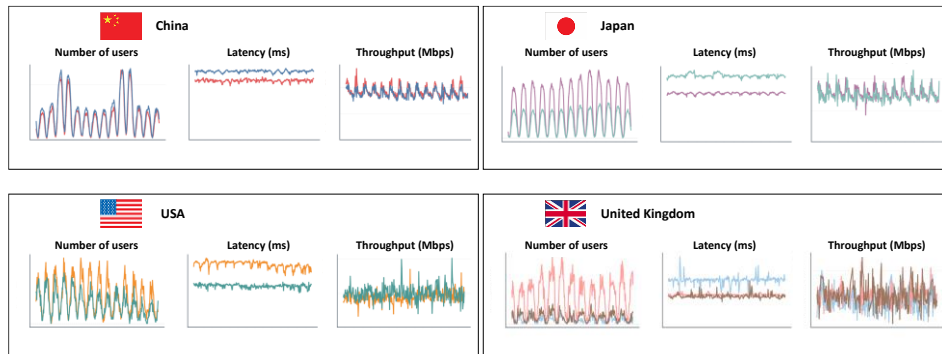 China
Number of users
Latency (ms)
Throughput (Mbps)
Japan
Number of users
Latency (ms)
Throughput (Mbps)
USA
Number of users
Latency (ms)
Throughput (Mbps)
United Kingdom
Number of users
Latency (ms)
Throughput (Mbps)